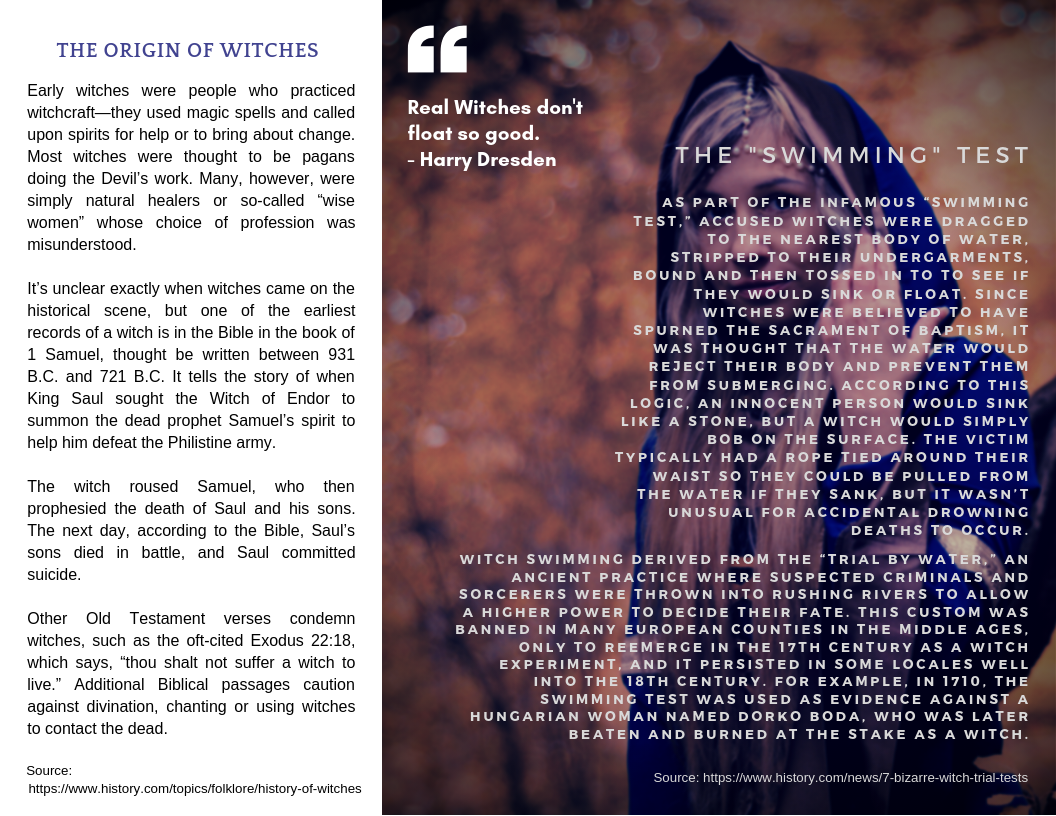 THE ORIGIN OF WITCHES
Early witches were people who practiced
witchcraft—they used magic spells and called
upon spirits for help or to bring about change.
Most witches were thought to be pagans
doing the Devil's work. Many, however, were
simply natural healers or so-called “wise
women” whose choice of profession was
misunderstood.
It's unclear exactly when witches came on the
historical scene, but one of the earliest
records of a witch is in the Bible in the book of
1 Samuel, thought be written between 931
B.C. and 721 B.C. It tells the story of when
King Saul sought the Witch of Endor to
summon the dead prophet Samuel's spirit to
help him defeat the Philistine army.
The witch roused Samuel, who then
prophesied the death of Saul and his sons.
The next day, according to the Bible, Saul's
sons died in battle, and Saul committed
suicide.
Other Old Testament verses condemn
witches, such as the oft-cited Exodus 22:18,
which says, “thou shalt not suffer a witch to
live.” Additional Biblical passages caution
against divination, chanting or using witches
to contact the dead.
Source:
https://www.history.com/topics/folklore/history-of-witches
“
Real Witches don't
float so good.
- Harry Dresden
THE "SWIMMING" TEST
AS PART OF THE INFAMOUS “SWIMMING
TEST,” ACCUSED WITCHES WERE DRAGGED
TO THE NEAREST BODY OF WATER,
STRIPPED TO THEIR UNDERGARMENTS,
BOUND AND THEN TOSSED IN TO TO SEE IF
THEY WOULD SINK OR FLOAT. SINCE
WITCHES WERE BELIEVED TO HAVE
SPURNED THE SACRAMENT OF BAPTISM, IT
WAS THOUGHT THAT THE WATER WOULD
REJECT THEIR BODY AND PREVENT THEM
FROM SUBMERGING. ACCORDING TO THIS
LOGIC, AN INNOCENT PERSON WOULD SINK
LIKE A STONE, BUT A WITCH WOULD SIMPLY
BOB ON THE SURFACE. THE VICTIM
TYPICALLY HAD A ROPE TIED AROUND THEIR
WAIST SO THEY COULD BE PULLED FROM
THE WATER IF THEY SANK, BUT IT WASN'T
UNUSUAL FOR ACCIDENTAL DROWNING
DEATHS TO OCCUR.
WITCH SWIMMING DERIVED FROM THE “TRIAL BY WATER,” AN
ANCIENT PRACTICE WHERE SUSPECTED CRIMINALS AND
SORCERERS WERE THROWN INTO RUSHING RIVERS TO ALLOW
A HIGHER POWER TO DECIDE THEIR FATE. THIS CUSTOM WAS
BANNED IN MANY EUROPEAN COUNTIES IN THE MIDDLE AGES,
ONLY TO REEMERGE IN THE 17TH CENTURY AS A WITCH
EXPERIMENT, AND IT PERSISTED IN SOME LOCALES WELL
INTO THE 18TH CENTURY. FOR EXAMPLE, IN 1710, THE
SWIMMING TEST WAS USED AS EVIDENCE AGAINST A
HUNGARIAN WOMAN NAMED DORKO BODA, WHO WAS LATER
BEATEN AND BURNED AT THE STAKE AS A WITCH.
Source: https://www.history.com/news/7-bizarre-witch-trial-tests